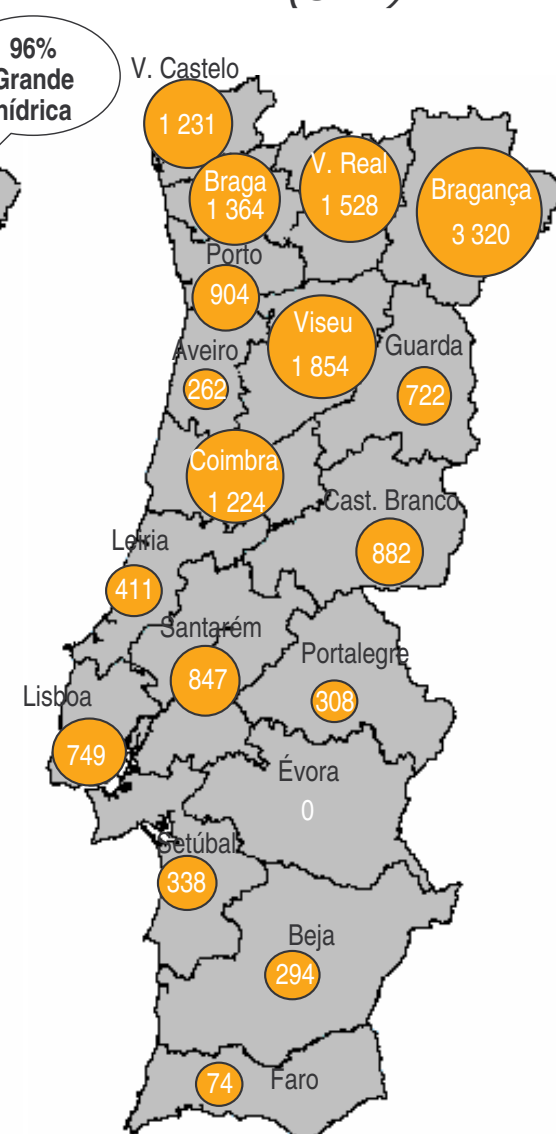 96%
Grande
hídrica
V. Castelo
1 231
Braga
1 364
V. Real
1 528
Bragança
3 320
Porto
904
Viseu
1 854
Aveiro
262
Guarda
722
Coimbra
1 224
Cast. Branco
882
Leiria
411
Santarém
847
Portalegre
308
Lisboa
749
Évora
0
Setúbal
338
Beja
294
74
Faro